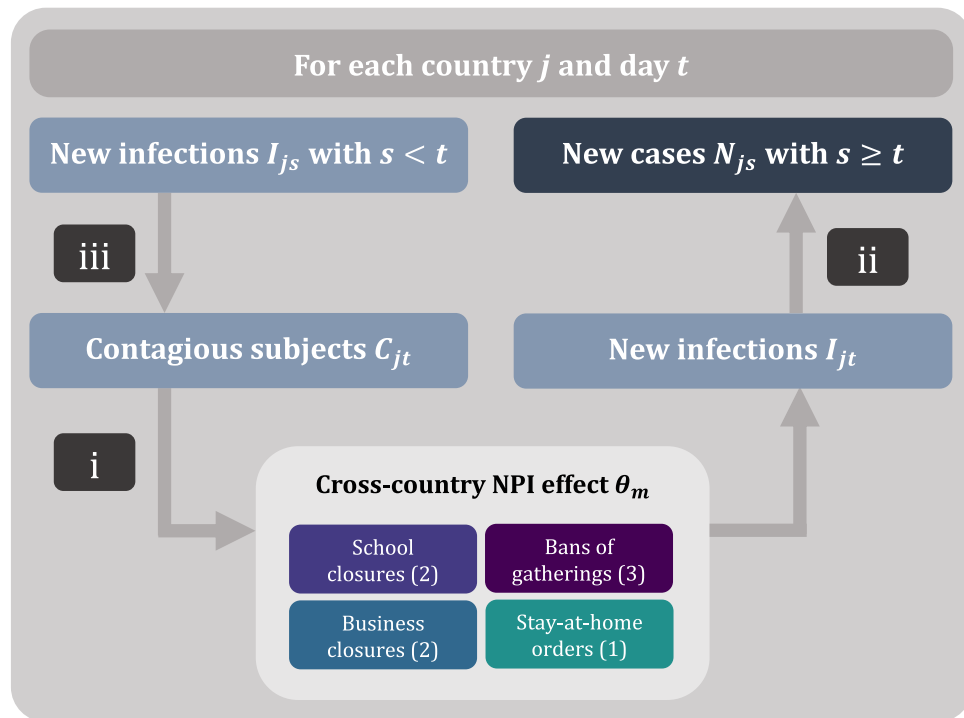 For each country j and day t
New infections I_js with s < t
New cases N_js with s ≥ t
iii
ii
Contagious subjects C_jt
New infections I_jt
i
Cross-country NPI effect θ_m
School
closures (2)
Bans of
gatherings (3)
Business
closures (2)
Stay-at-home
orders (1)